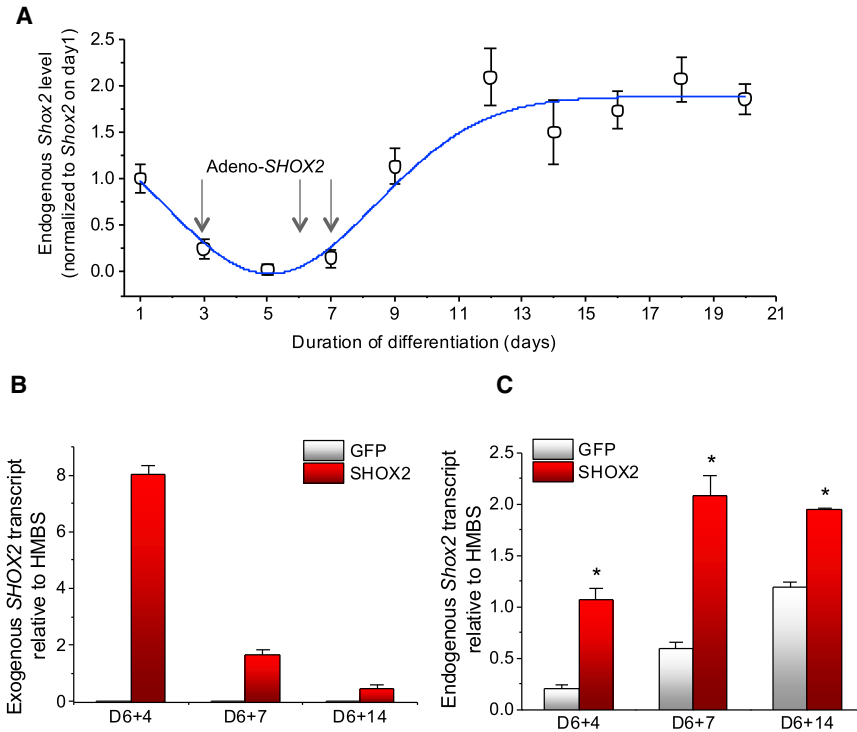 A
Endogenous Shox2 level
(normalized to Shox2 on day1)
2.5
2.0
1.5
1.0
0.5
0.0
Adeno-SHOX2
1 3 5 7 9 11 13 15 17 19 21
Duration of differentiation (days)
B
Exogenous SHOX2 transcript
relative to HMBS
8
6
4
2
0
GFP
SHOX2
D6+4 D6+7 D6+14
C
Endogenous Shox2 transcript
relative to HMBS
2.5
2.0
1.5
1.0
0.5
0.0
GFP
SHOX2
*
*
*
D6+4 D6+7 D6+14